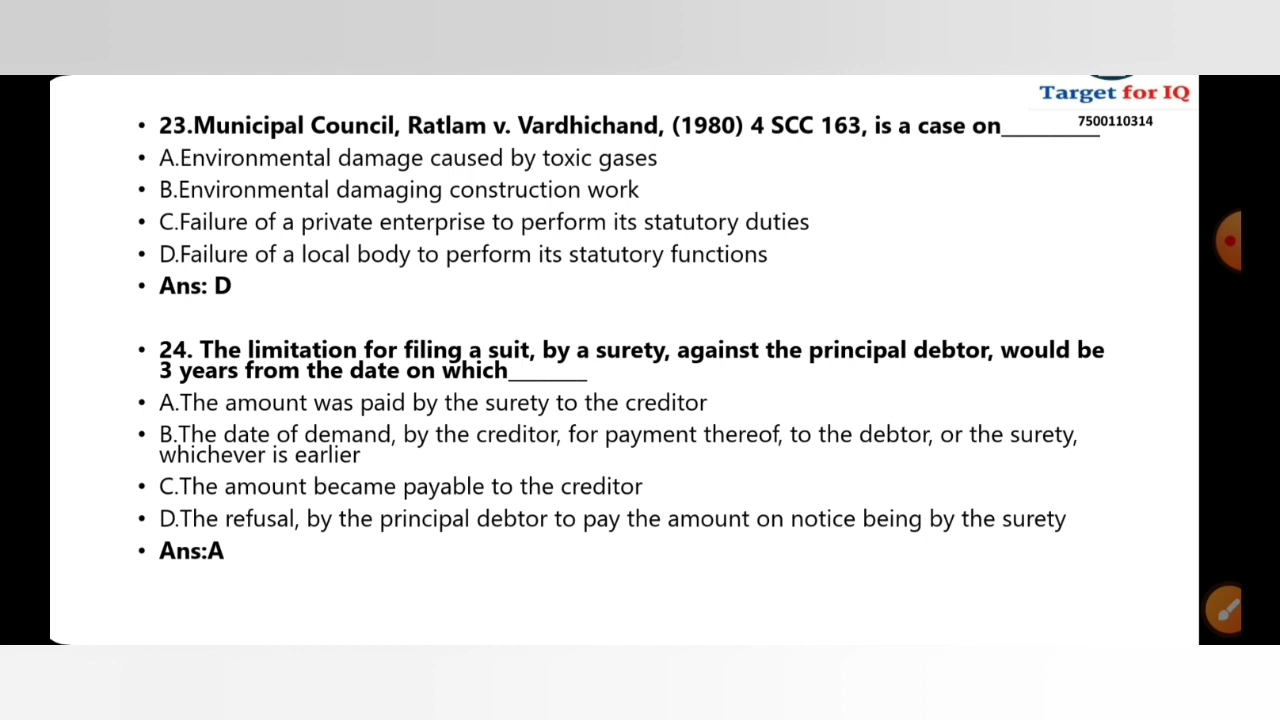 Target for IQ
7500110314
• 23.Municipal Council, Ratlam v. Vardhichand, (1980) 4 SCC 163, is a case on________
• A.Environmental damage caused by toxic gases
• B.Environmental damaging construction work
• C.Failure of a private enterprise to perform its statutory duties
• D.Failure of a local body to perform its statutory functions
• Ans: D
• 24. The limitation for filing a suit, by a surety, against the principal debtor, would be
3 years from the date on which______
• A.The amount was paid by the surety to the creditor
• B.The date of demand, by the creditor, for payment thereof, to the debtor, or the surety,
whichever is earlier
• C.The amount became payable to the creditor
• D.The refusal, by the principal debtor to pay the amount on notice being by the surety
• Ans:A